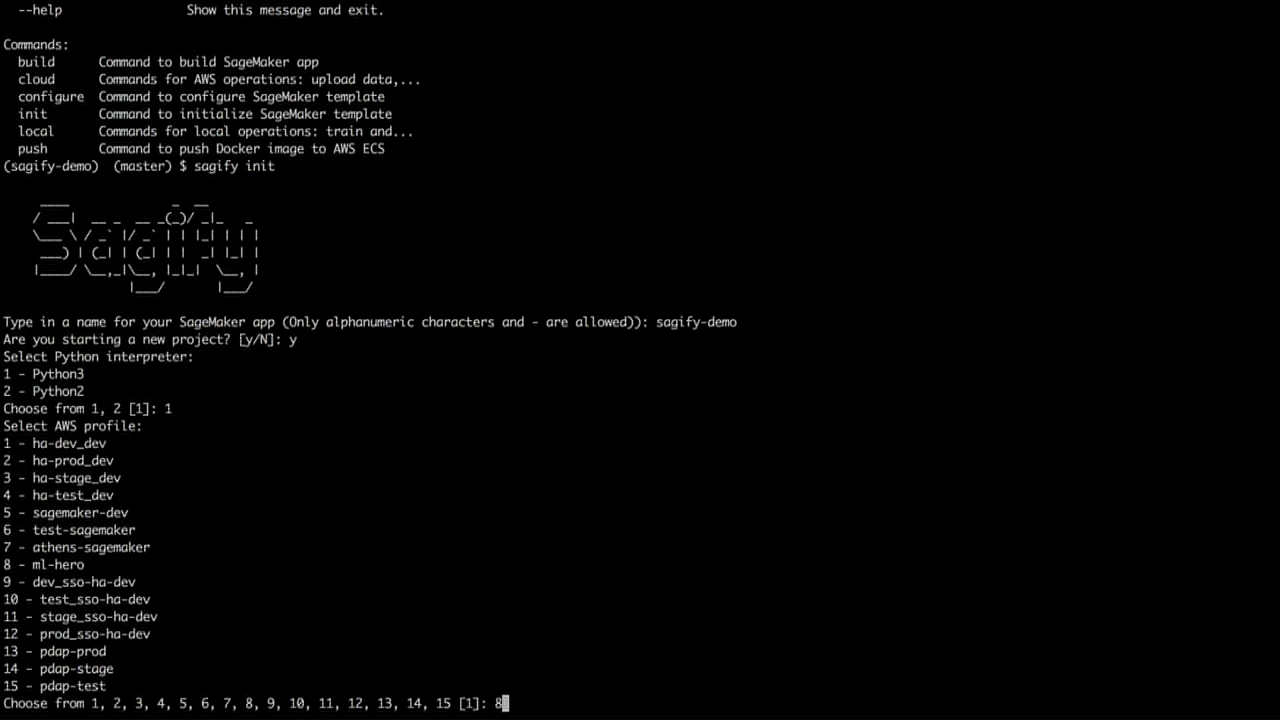 --help                 Show this message and exit.
Commands:
build      Command to build SageMaker app
cloud      Commands for AWS operations: upload data,...
configure  Command to configure SageMaker template
init       Command to initialize SageMaker template
local      Commands for local operations: train and...
push       Command to push Docker image to AWS ECS
(sagify-demo)  (master) $ sagify init
Sagify
Type in a name for your SageMaker app (Only alphanumeric characters and - are allowed)): sagify-demo
Are you starting a new project? [y/N]: y
Select Python interpreter:
1 - Python3
2 - Python2
Choose from 1, 2 [1]: 1
Select AWS profile:
1 - ha-dev_dev
2 - ha-prod_dev
3 - ha-stage_dev
4 - ha-test_dev
5 - sagemaker-dev
6 - test-sagemaker
7 - athens-sagemaker
8 - ml-hero
9 - dev_sso-ha-dev
10 - test_sso-ha-dev
11 - stage_sso-ha-dev
12 - prod_sso-ha-dev
13 - pdap-prod
14 - pdap-stage
15 - pdap-test
Choose from 1, 2, 3, 4, 5, 6, 7, 8, 9, 10, 11, 12, 13, 14, 15 [1]: 8